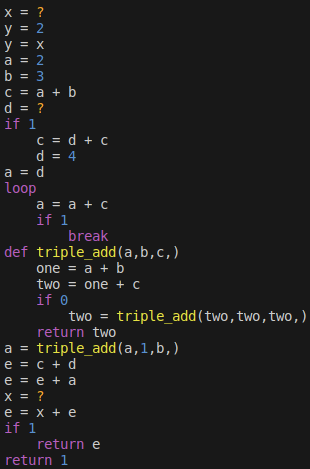 x = ?
y = 2
y = x
a = 2
b = 3
c = a + b
d = ?
if 1
    c = d + c
    d = 4
a = d
loop
    a = a + c
    if 1
        break
def triple_add(a,b,c,)
    one = a + b
    two = one + c
    if 0
        two = triple_add(two,two,two,)
    return two
a = triple_add(a,1,b,)
e = c + d
e = e + a
x = ?
e = x + e
if 1
    return e
return 1